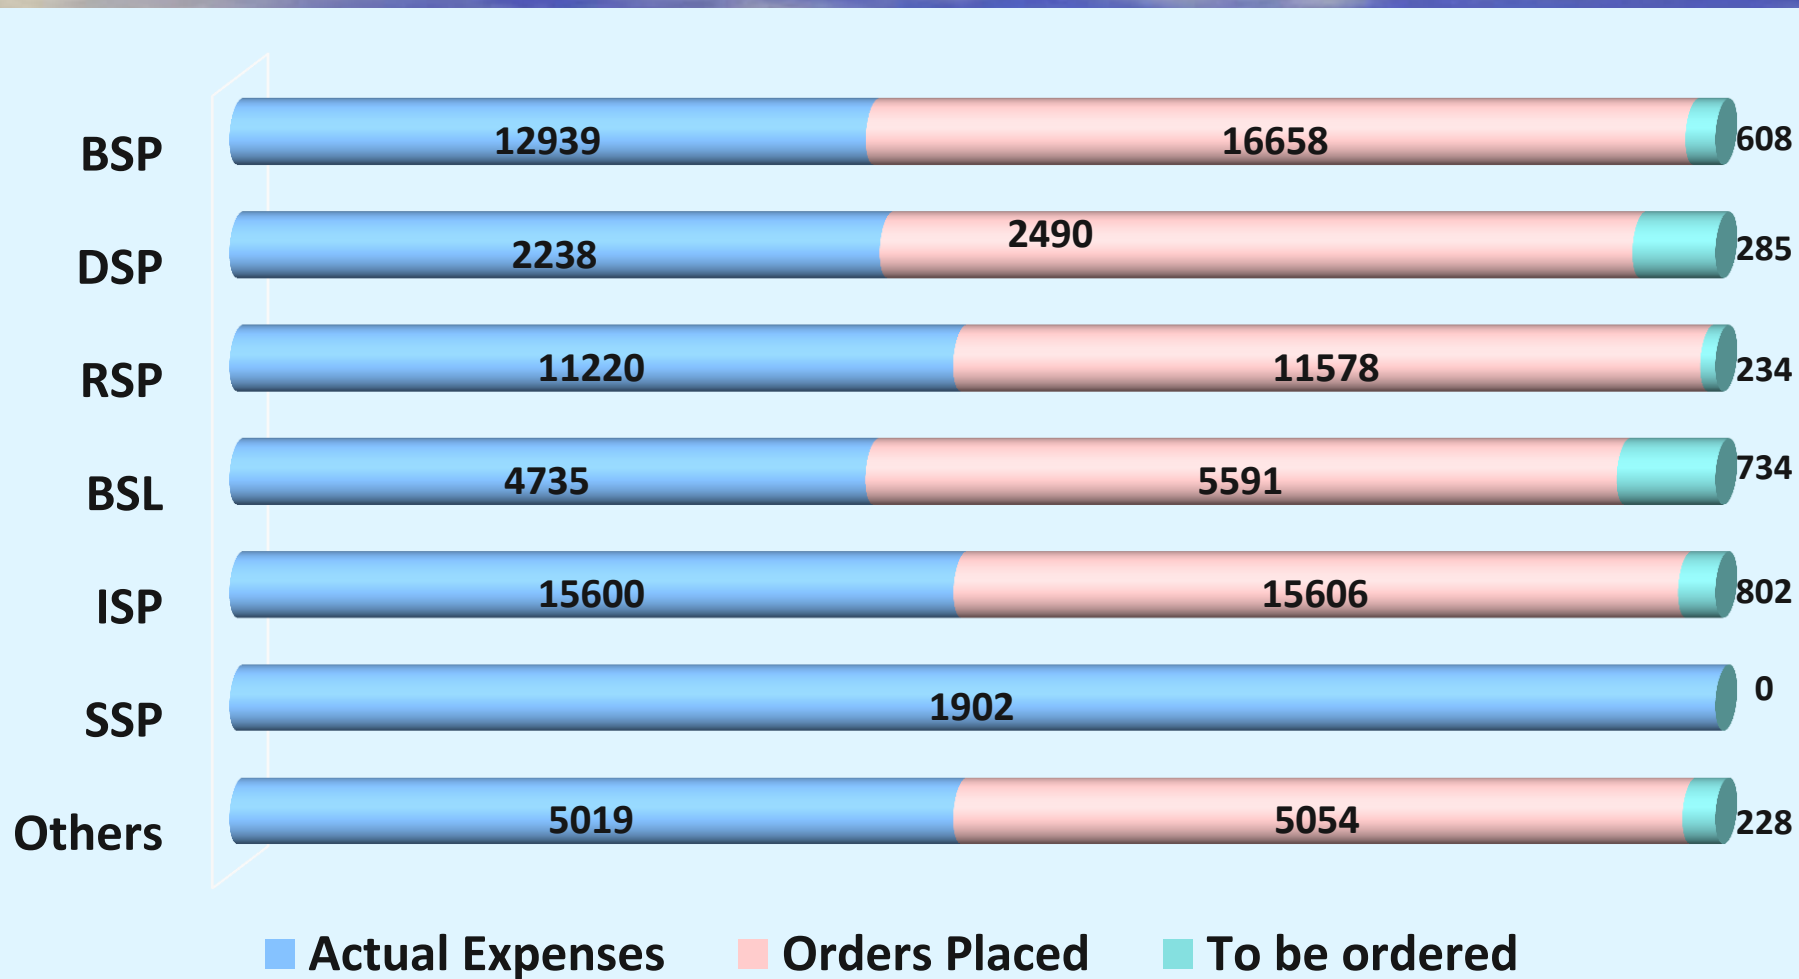 BSP 12939 16658 608
DSP 2238 2490 285
RSP 11220 11578 234
BSL 4735 5591 734
ISP 15600 15606 802
SSP 1902 0
Others 5019 5054 228
Actual Expenses Orders Placed To be ordered